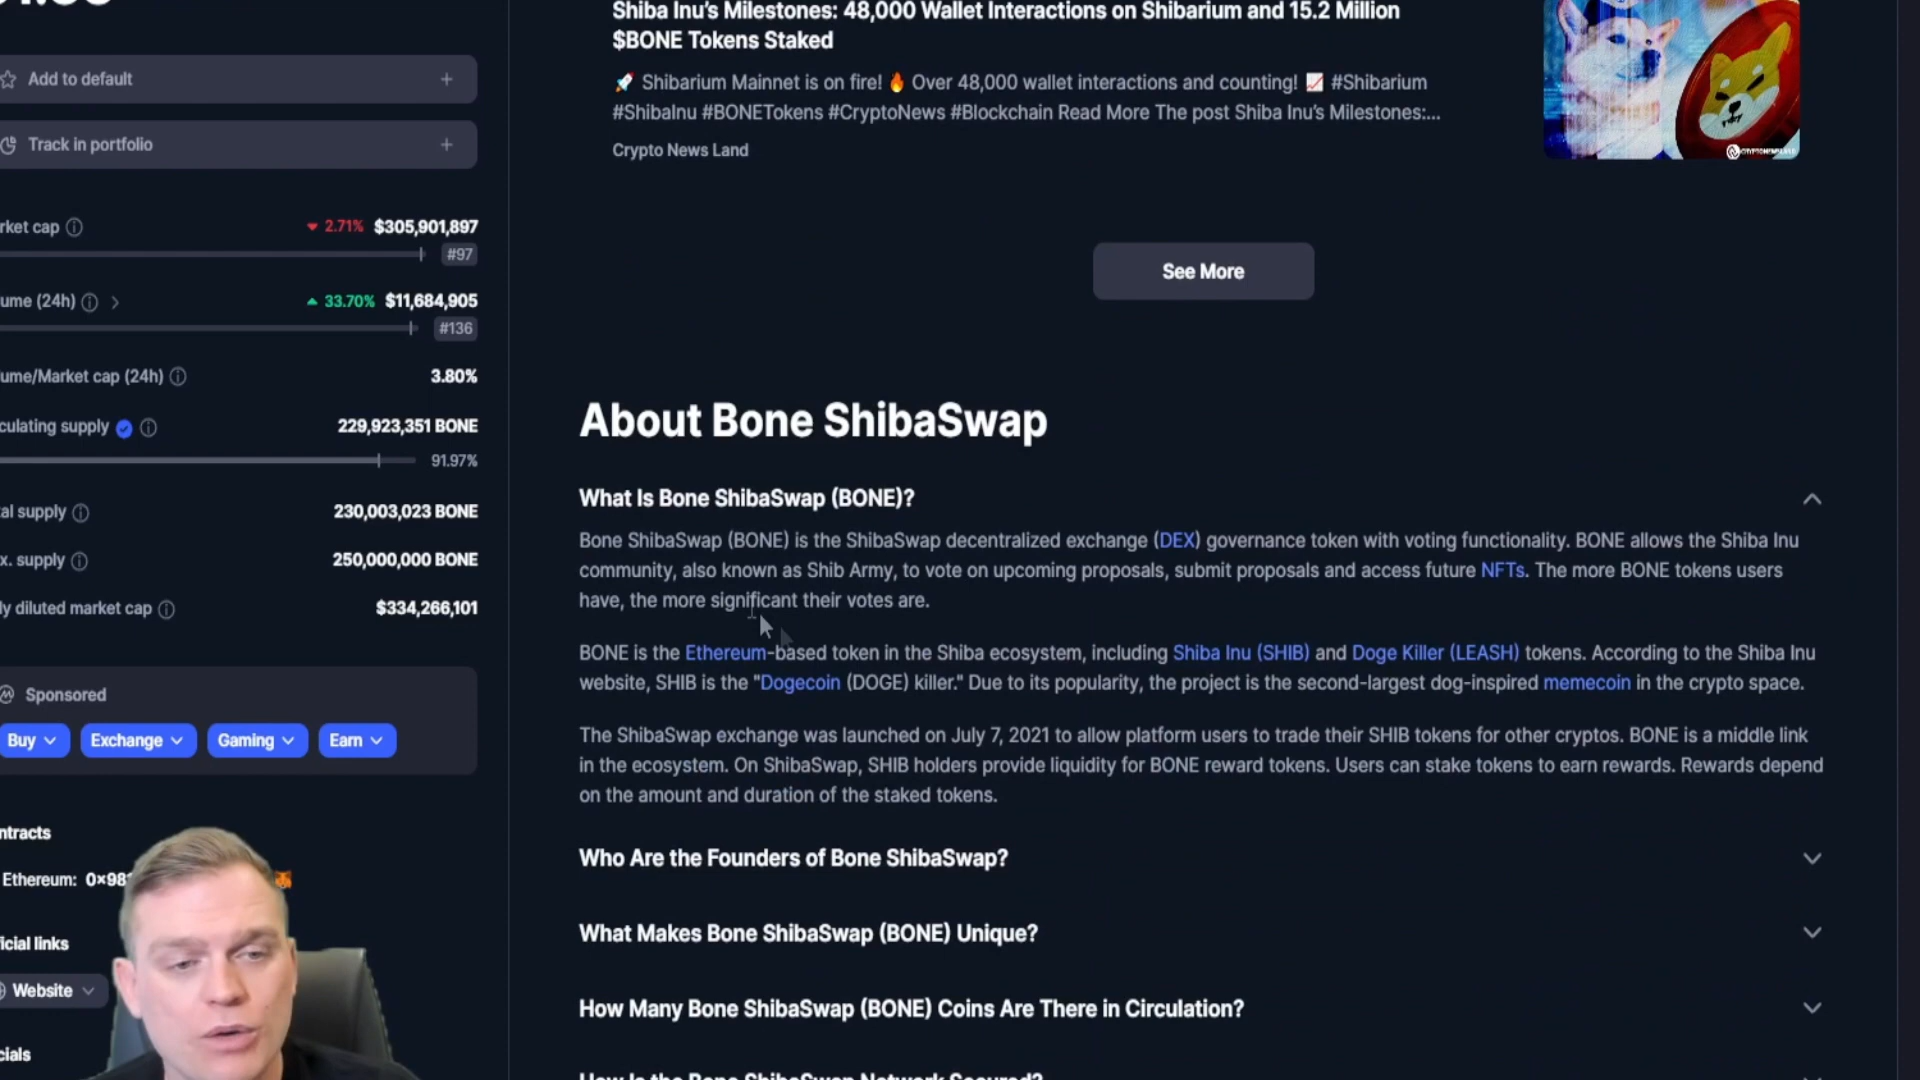 Add to default
Track in portfolio
rket cap
2.71% $305,901,897
#97
ume (24h)
33.70% $11,684,905
#136
ume/Market cap (24h)
3.80%
culating supply
229,923,351 BONE
91.97%
al supply
230,003,023 BONE
x. supply
250,000,000 BONE
ly diluted market cap
$334,266,101
Sponsored
Buy Exchange Gaming Earn
ntracts
Ethereum: 0x98
icial links
Website
cials
Shiba Inu's Milestones: 48,000 Wallet Interactions on Shibarium and 15.2 Million
$BONE Tokens Staked
🚀 Shibarium Mainnet is on fire! 🔥 Over 48,000 wallet interactions and counting! 📈 #Shibarium
#ShibaInu #BONETokens #CryptoNews #Blockchain Read More The post Shiba Inu's Milestones:...
Crypto News Land
See More
About Bone ShibaSwap
What Is Bone ShibaSwap (BONE)?
Bone ShibaSwap (BONE) is the ShibaSwap decentralized exchange (DEX) governance token with voting functionality. BONE allows the Shiba Inu
community, also known as Shib Army, to vote on upcoming proposals, submit proposals and access future NFTs. The more BONE tokens users
have, the more significant their votes are.
BONE is the Ethereum-based token in the Shiba ecosystem, including Shiba Inu (SHIB) and Doge Killer (LEASH) tokens. According to the Shiba Inu
website, SHIB is the "Dogecoin (DOGE) killer." Due to its popularity, the project is the second-largest dog-inspired memecoin in the crypto space.
The ShibaSwap exchange was launched on July 7, 2021 to allow platform users to trade their SHIB tokens for other cryptos. BONE is a middle link
in the ecosystem. On ShibaSwap, SHIB holders provide liquidity for BONE reward tokens. Users can stake tokens to earn rewards. Rewards depend
on the amount and duration of the staked tokens.
Who Are the Founders of Bone ShibaSwap?
What Makes Bone ShibaSwap (BONE) Unique?
How Many Bone ShibaSwap (BONE) Coins Are There in Circulation?
How Is the Bone ShibaSwap Network Secured?